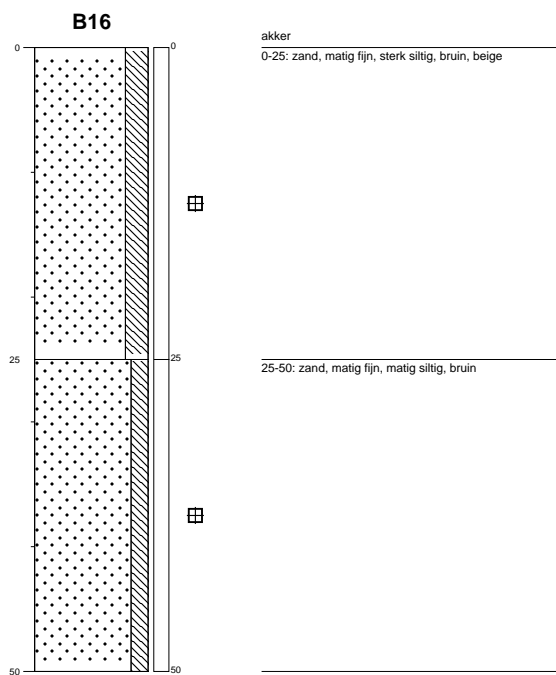 B16
0
0
akker
0-25: zand, matig fijn, sterk siltig, bruin, beige
25
25
25-50: zand, matig fijn, matig siltig, bruin
50
50